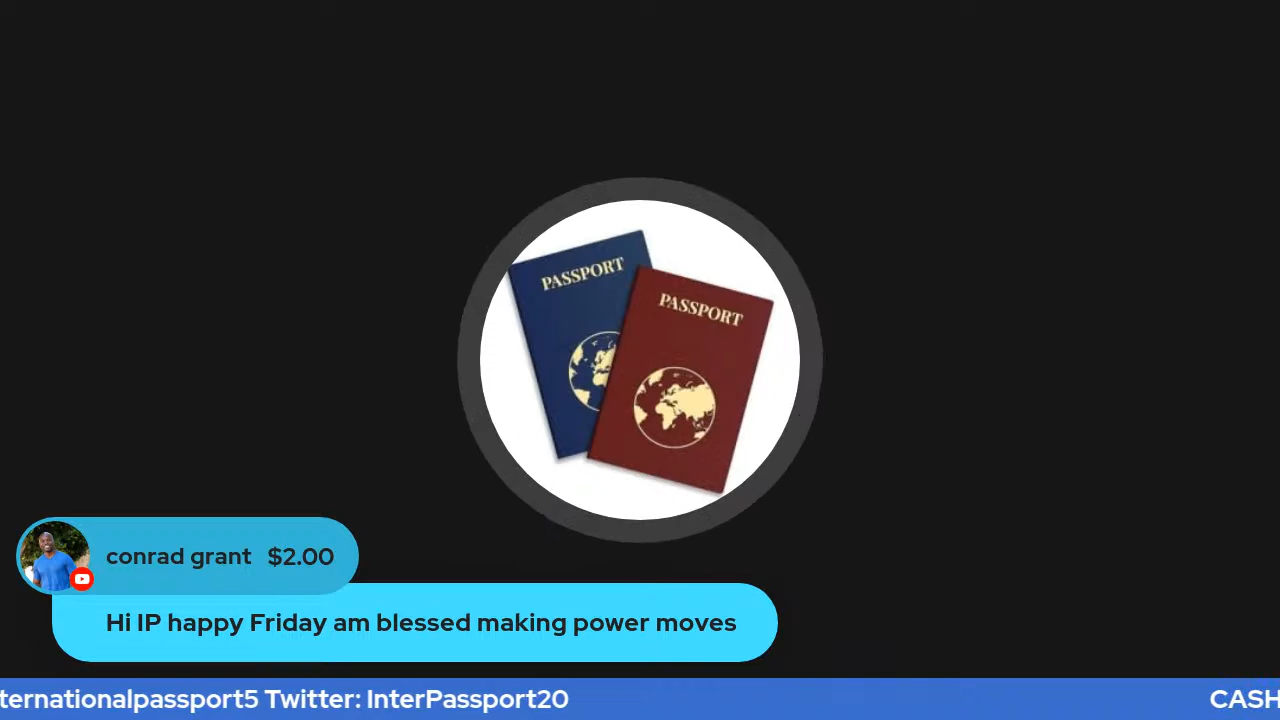 PASSPORT
PASSPORT
conrad grant $2.00
Hi IP happy Friday am blessed making power moves
ternationalpassport5 Twitter: InterPassport20 CASH